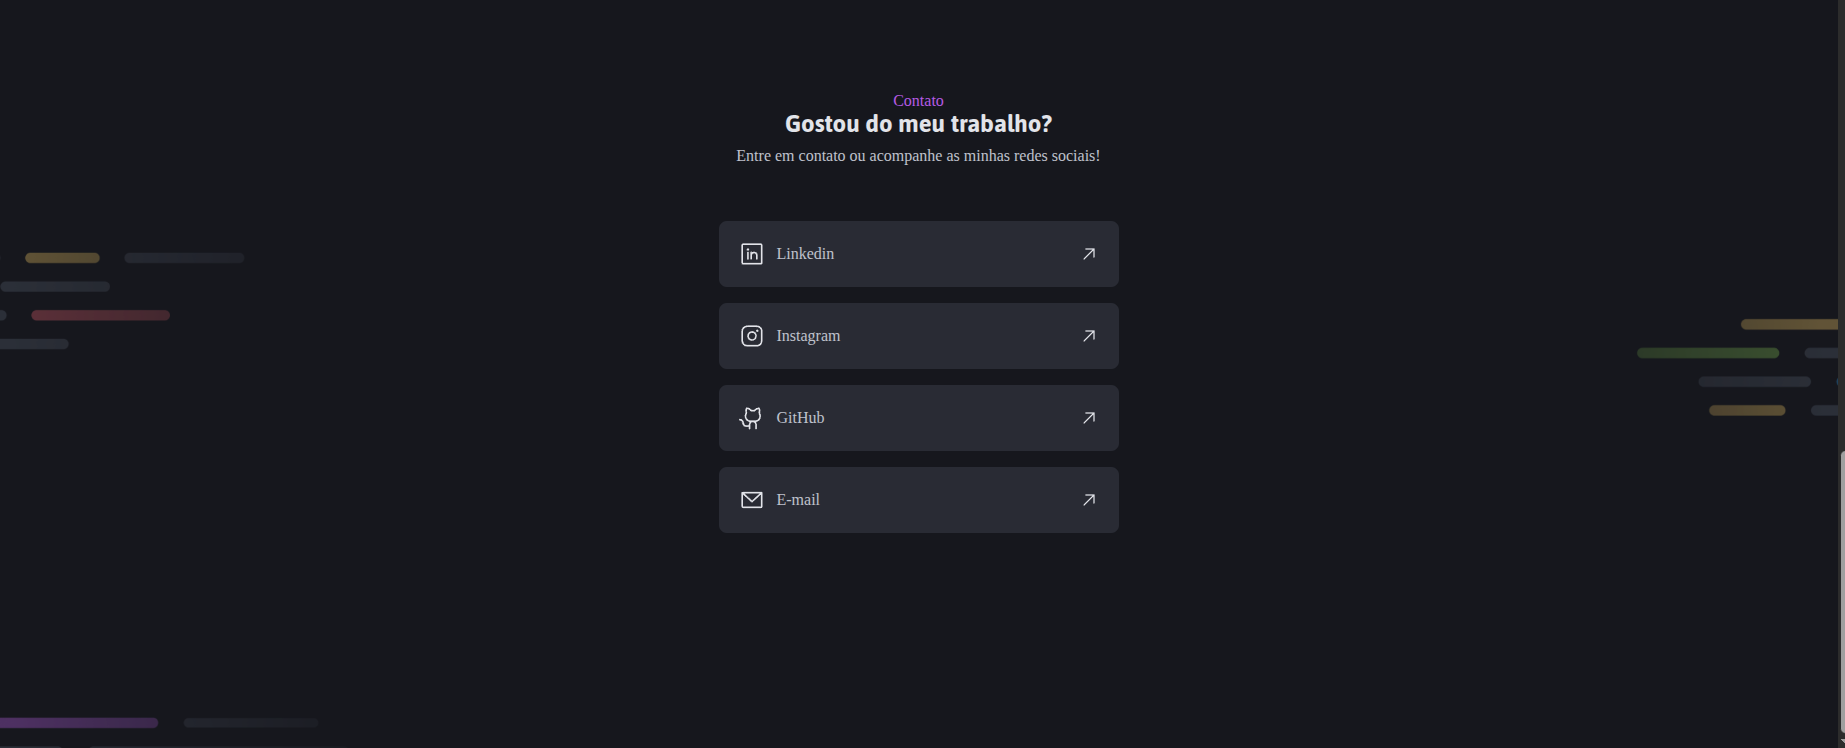 Contato
Gostou do meu trabalho?
Entre em contato ou acompanhe as minhas redes sociais!
Linkedin
Instagram
GitHub
E-mail